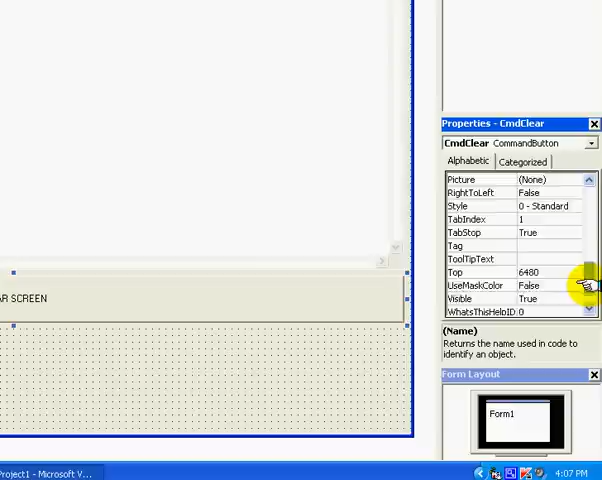 Properties - CmdClear
CmdClear CommandButton
Alphabetic Categorized
Picture (None)
RightToLeft False
Style 0 - Standard
TabIndex 1
TabStop True
Tag
ToolTipText
Top 6480
UseMaskColor False
Visible True
WhatsThisHelpID 0
(Name)
Returns the name used in code to
identify an object.
AR SCREEN
Form Layout
Form1
Project1 - Microsoft V...
4:07 PM